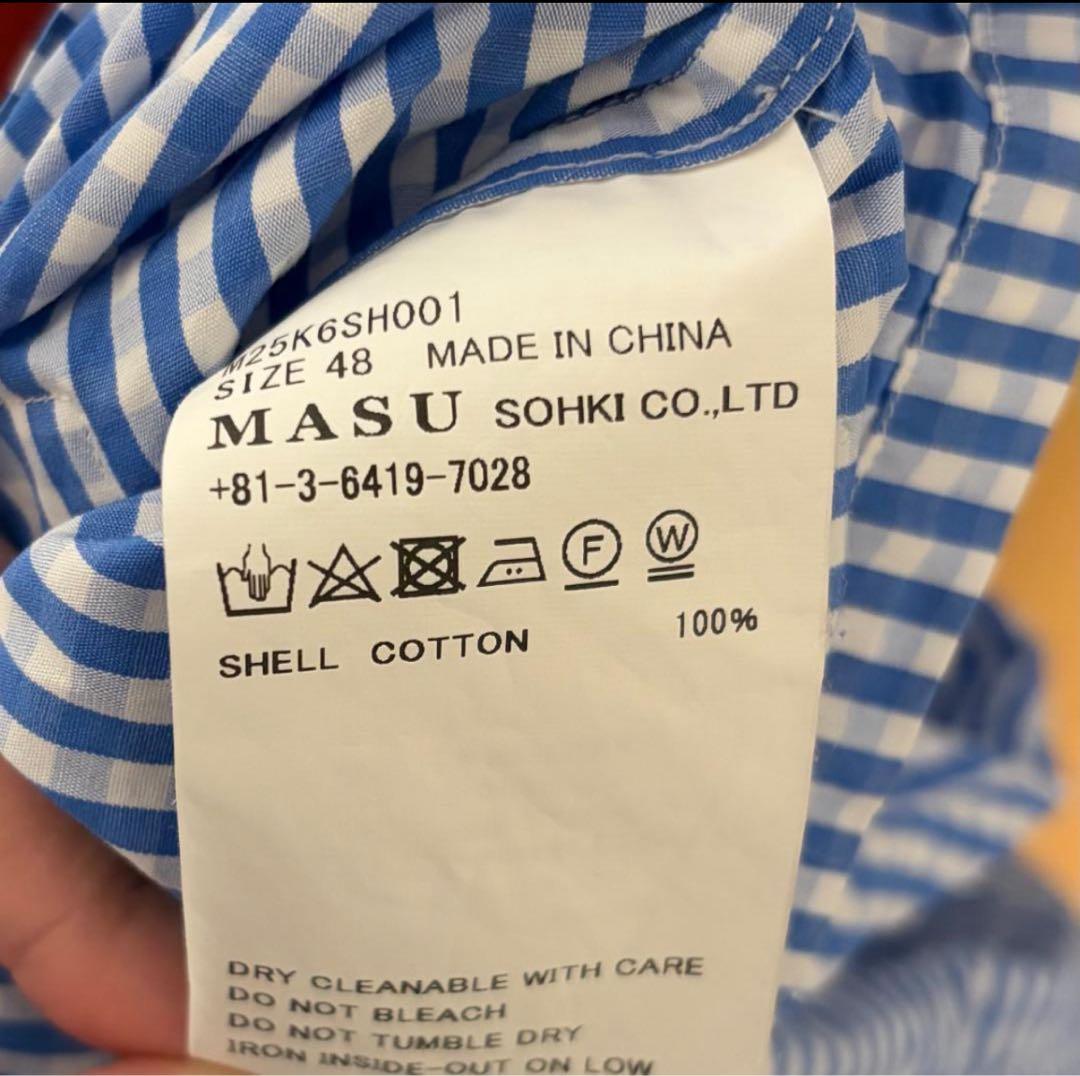 M25K6SH001
SIZE 48 MADE IN CHINA
MASU SOHKI CO.,LTD
+81-3-6419-7028
F W
SHELL COTTON 100%
DRY CLEANABLE WITH CARE
DO NOT BLEACH
DO NOT TUMBLE DRY
IRON INSIDE-OUT ON LOW